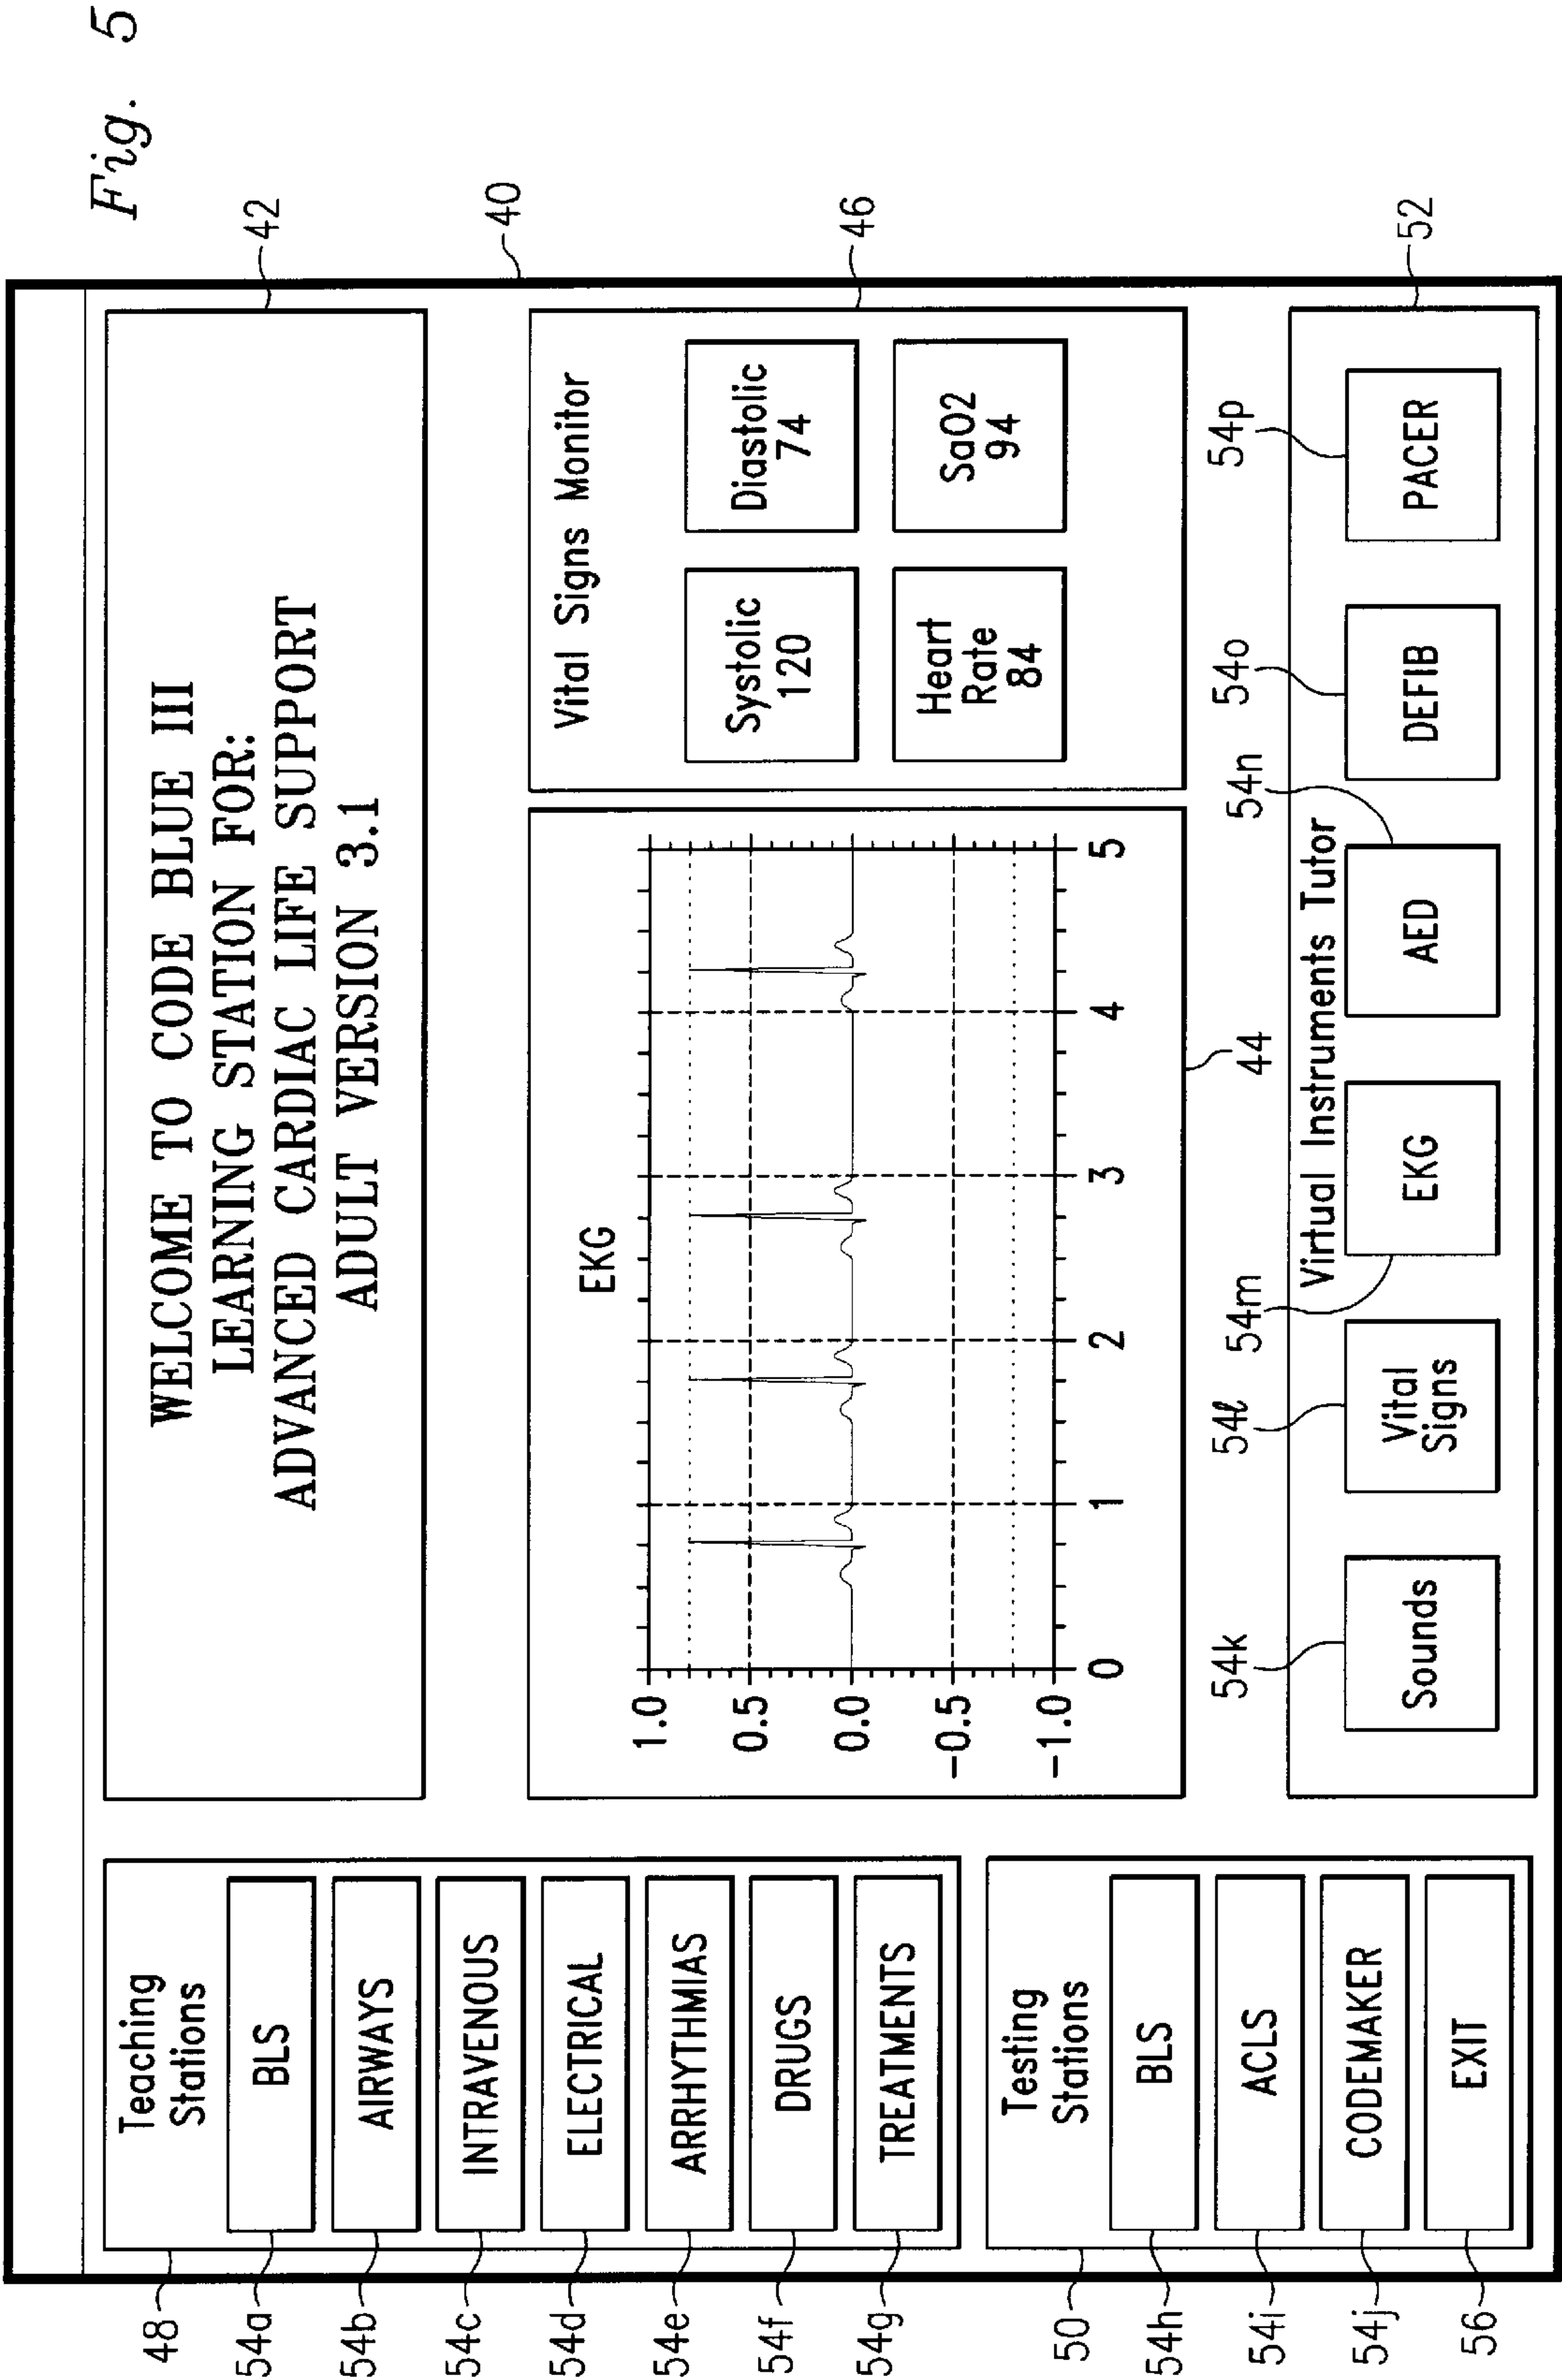 Fig. 5
WELCOME TO CODE BLUE III
LEARNING STATION FOR:
ADVANCED CARDIAC LIFE SUPPORT
ADULT VERSION 3.1
42
40
48
Teaching
Stations
54a
BLS
54b
AIRWAYS
54c
INTRAVENOUS
54d
ELECTRICAL
54e
ARRHYTHMIAS
54f
DRUGS
54g
TREATMENTS
EKG
1.0
0.5
0.0
-0.5
-1.0
0 1 2 3 4 5
44
Vital Signs Monitor
Systolic
120
Diastolic
74
Heart
Rate
84
SaO2
94
46
50
Testing
Stations
54h
BLS
54i
ACLS
54j
CODEMAKER
56
EXIT
54k 54ℓ 54m 54n 54o 54p
52
Virtual Instruments Tutor
Sounds
Vital
Signs
EKG
AED
DEFIB
PACER